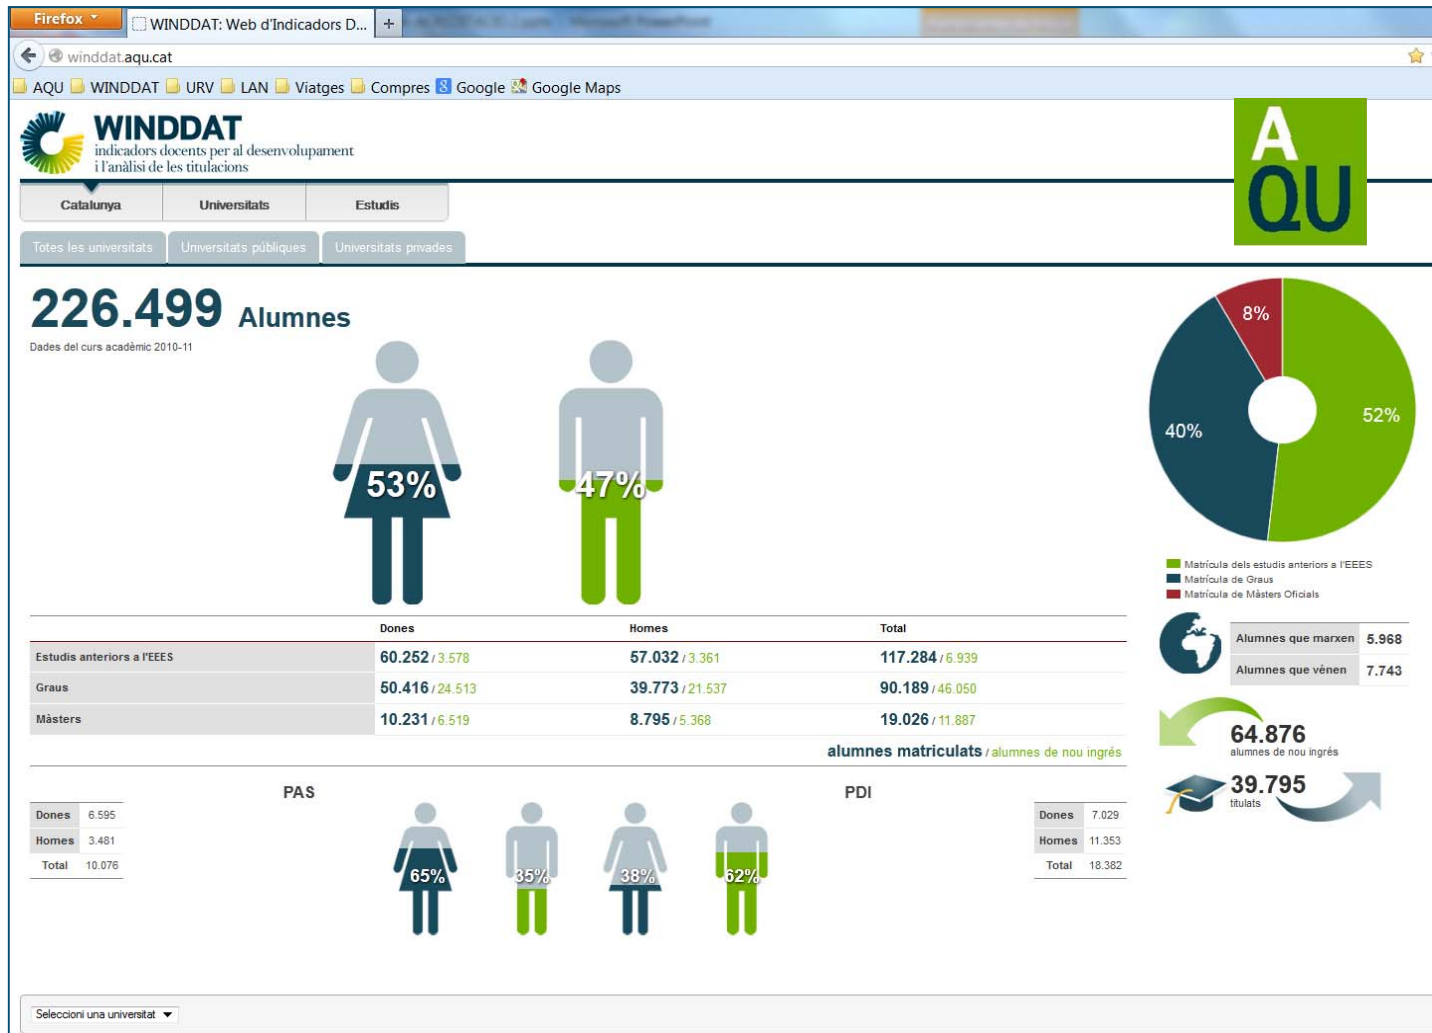 Firefox
WINDDAT: Web d'Indicadors D...
+
winddat.aqu.cat
AQU WINDDAT URV LAN Viatges Compres Google Google Maps
WINDDAT
indicadors docents per al desenvolupament
i l'anàlisi de les titulacions
A
QU
Catalunya Universitats Estudis
Totes les universitats Universitats públiques Universitats privades
226.499 Alumnes
Dades del curs acadèmic 2010-11
53% 47%
8%
52%
40%
Matrícula dels estudis anteriors a l'EEES
Matrícula de Graus
Matrícula de Màsters Oficials
Dones Homes Total
Estudis anteriors a l'EEES 60.252 / 3.578 57.032 / 3.361 117.284 / 6.939
Graus 50.416 / 24.513 39.773 / 21.537 90.189 / 46.050
Màsters 10.231 / 6.519 8.795 / 5.368 19.026 / 11.887
alumnes matriculats / alumnes de nou ingrés
Alumnes que marxen 5.968
Alumnes que vénen 7.743
64.876
alumnes de nou ingrés
39.795
titulats
PAS
Dones 6.595
Homes 3.481
Total 10.076
65% 35% 38% 62%
PDI
Dones 7.029
Homes 11.353
Total 18.382
Seleccioni una universitat